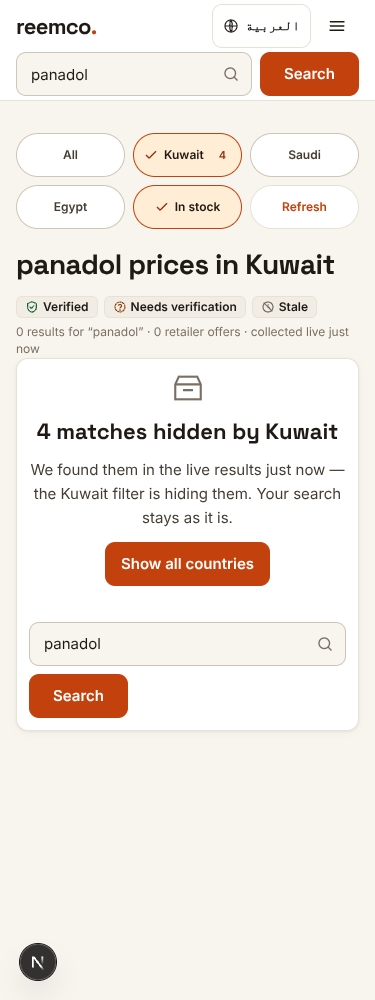 reemco.
العربية
panadol
Search
All
Kuwait 4
Saudi
Egypt
In stock
Refresh
panadol prices in Kuwait
Verified
Needs verification
Stale
0 results for “panadol” · 0 retailer offers · collected live just
now
4 matches hidden by Kuwait
We found them in the live results just now —
the Kuwait filter is hiding them. Your search
stays as it is.
Show all countries
panadol
Search
N